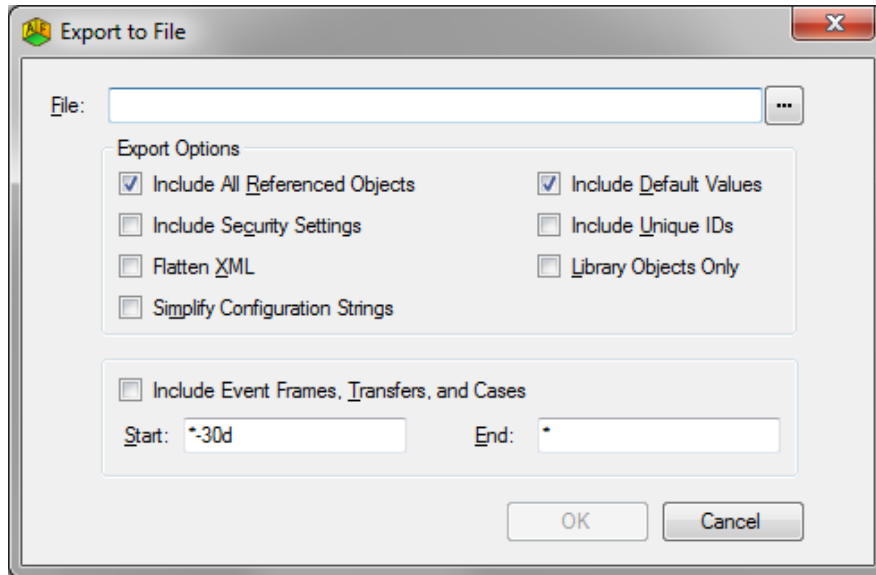 Export to File
File:
...
Export Options
Include All Referenced Objects
Include Default Values
Include Security Settings
Include Unique IDs
Flatten XML
Library Objects Only
Simplify Configuration Strings
Include Event Frames, Transfers, and Cases
Start: *-30d End: *
OK Cancel